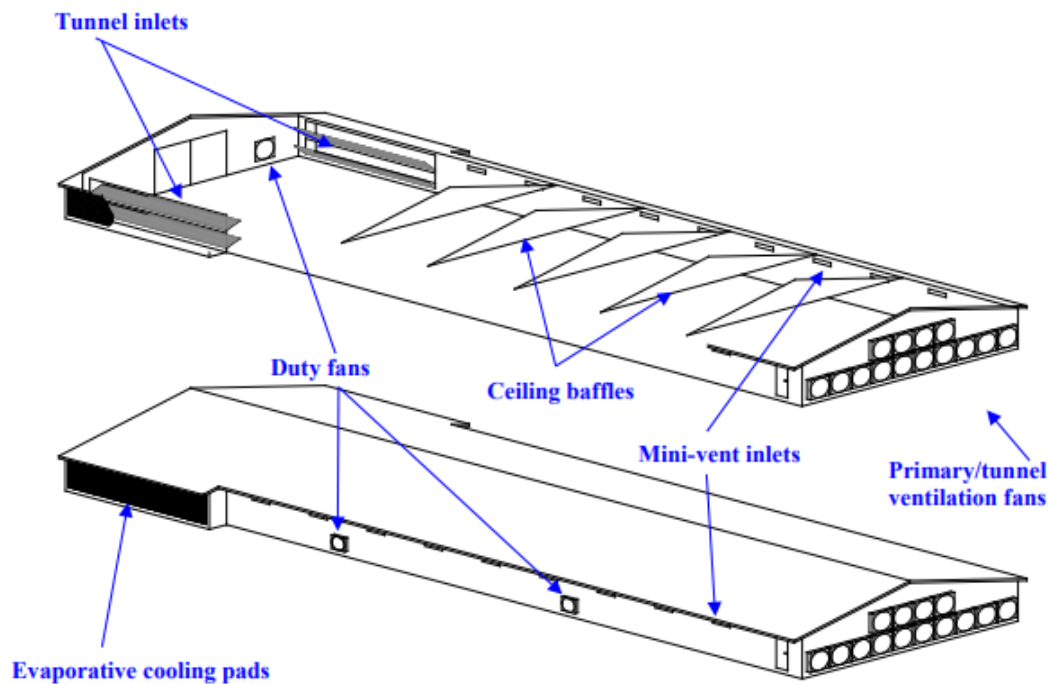 Tunnel inlets
Duty fans
Ceiling baffles
Mini-vent inlets
Primary/tunnel
ventilation fans
Evaporative cooling pads